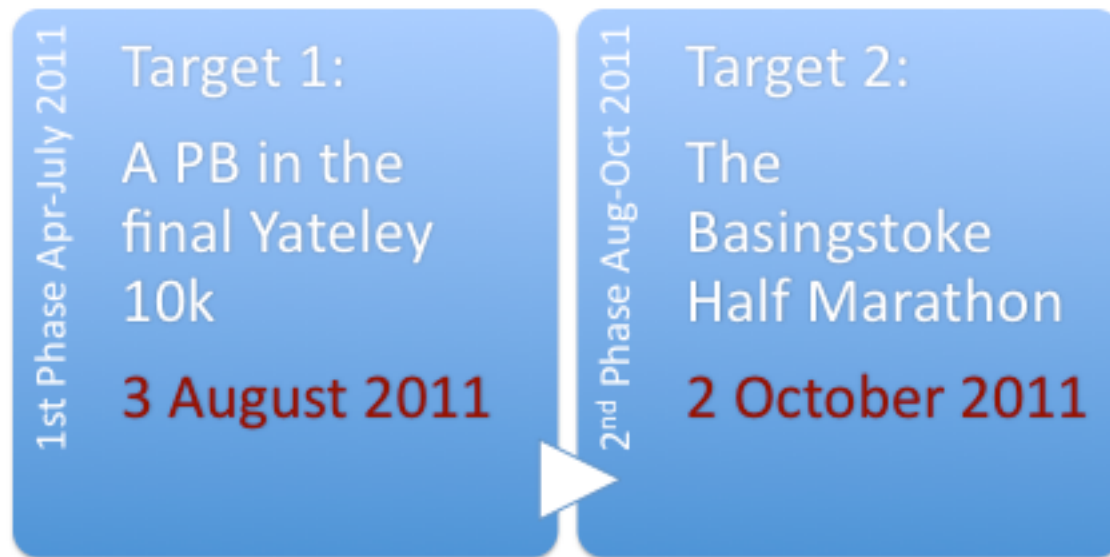 1st Phase Apr-July 2011
Target 1:
A PB in the
final Yateley
10k
3 August 2011
2nd Phase Aug-Oct 2011
Target 2:
The
Basingstoke
Half Marathon
2 October 2011